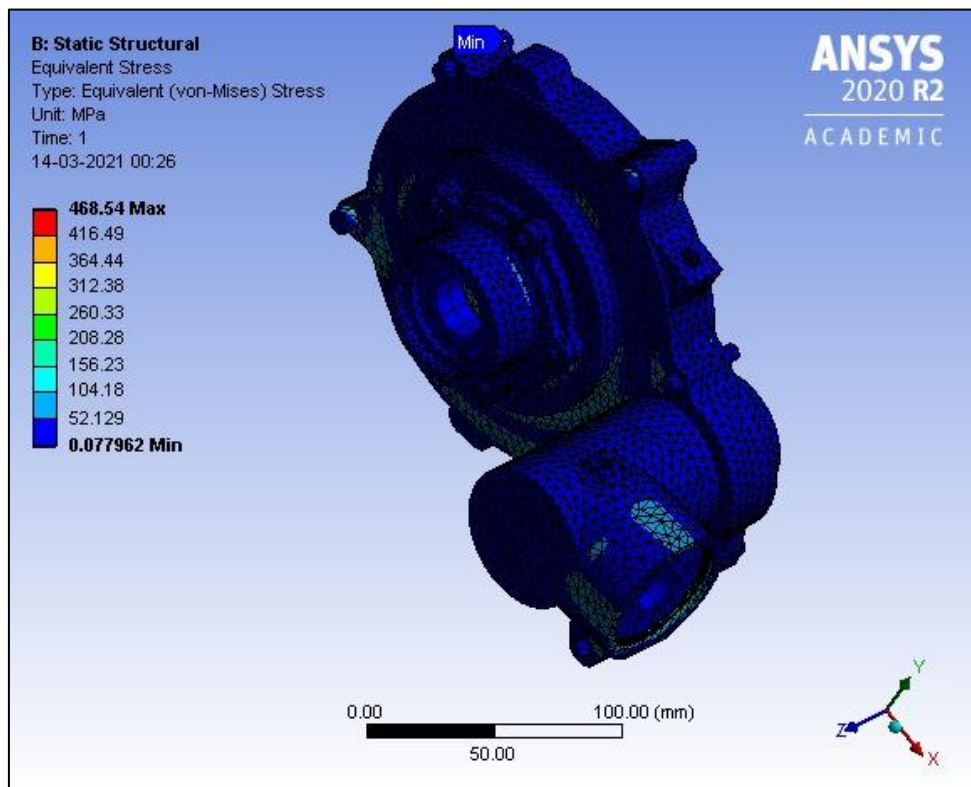 B: Static Structural
Equivalent Stress
Type: Equivalent (von-Mises) Stress
Unit: MPa
Time: 1
14-03-2021 00:26
468.54 Max
416.49
364.44
312.38
260.33
208.28
156.23
104.18
52.129
0.077962 Min
Min
ANSYS
2020 R2
ACADEMIC
0.00 100.00 (mm)
50.00
Y
Z
X